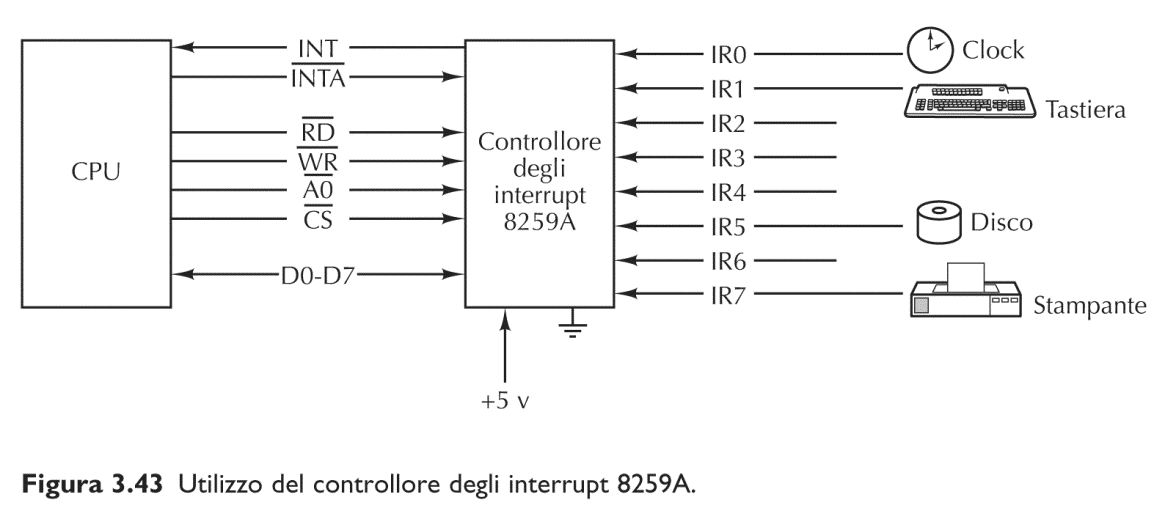 CPU
INT
INTA
RD
WR
A0
CS
D0-D7
Controllore
degli
interrupt
8259A
+5 v
IR0
IR1
IR2
IR3
IR4
IR5
IR6
IR7
Clock
Tastiera
Disco
Stampante
Figura 3.43 Utilizzo del controllore degli interrupt 8259A.